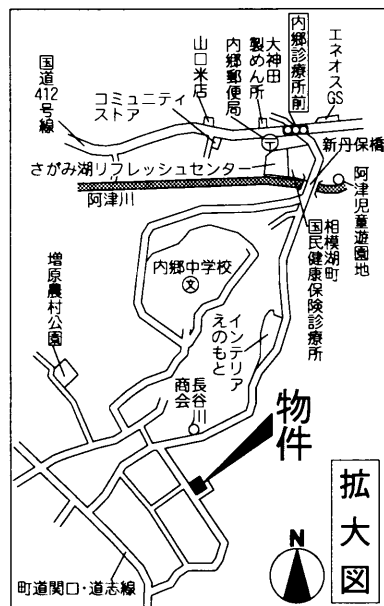 エネオスGS
内郷診療所前
大神田製めん所
内郷郵便局
山口米店
コミュニティ
ストア
国道412号線
新丹保橋
さがみ湖リフレッシュセンター
阿津川
阿津児童遊園地
相模湖町
国民健康保険診療所
内郷中学校
文
増原農村公園
インテリア
えのもと
長谷川
商会
物件
拡大図
N
町道関口・道志線